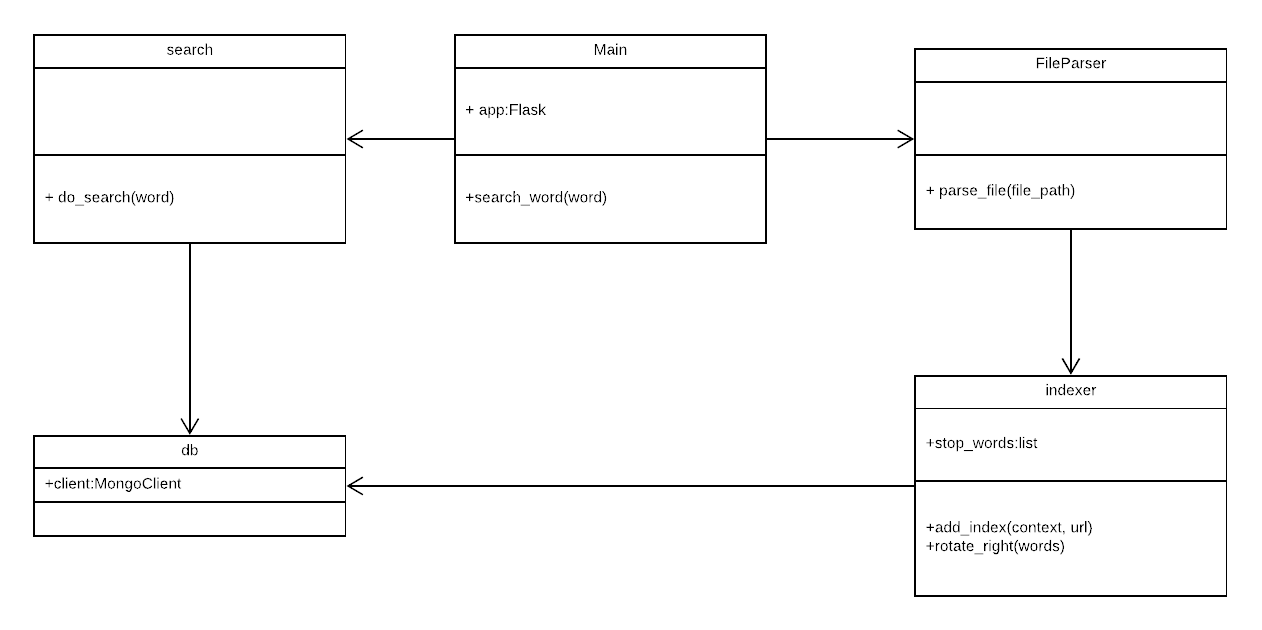 search
+ do_search(word)
Main
+ app:Flask
+search_word(word)
FileParser
+ parse_file(file_path)
db
+client:MongoClient
indexer
+stop_words:list
+add_index(context, url)
+rotate_right(words)